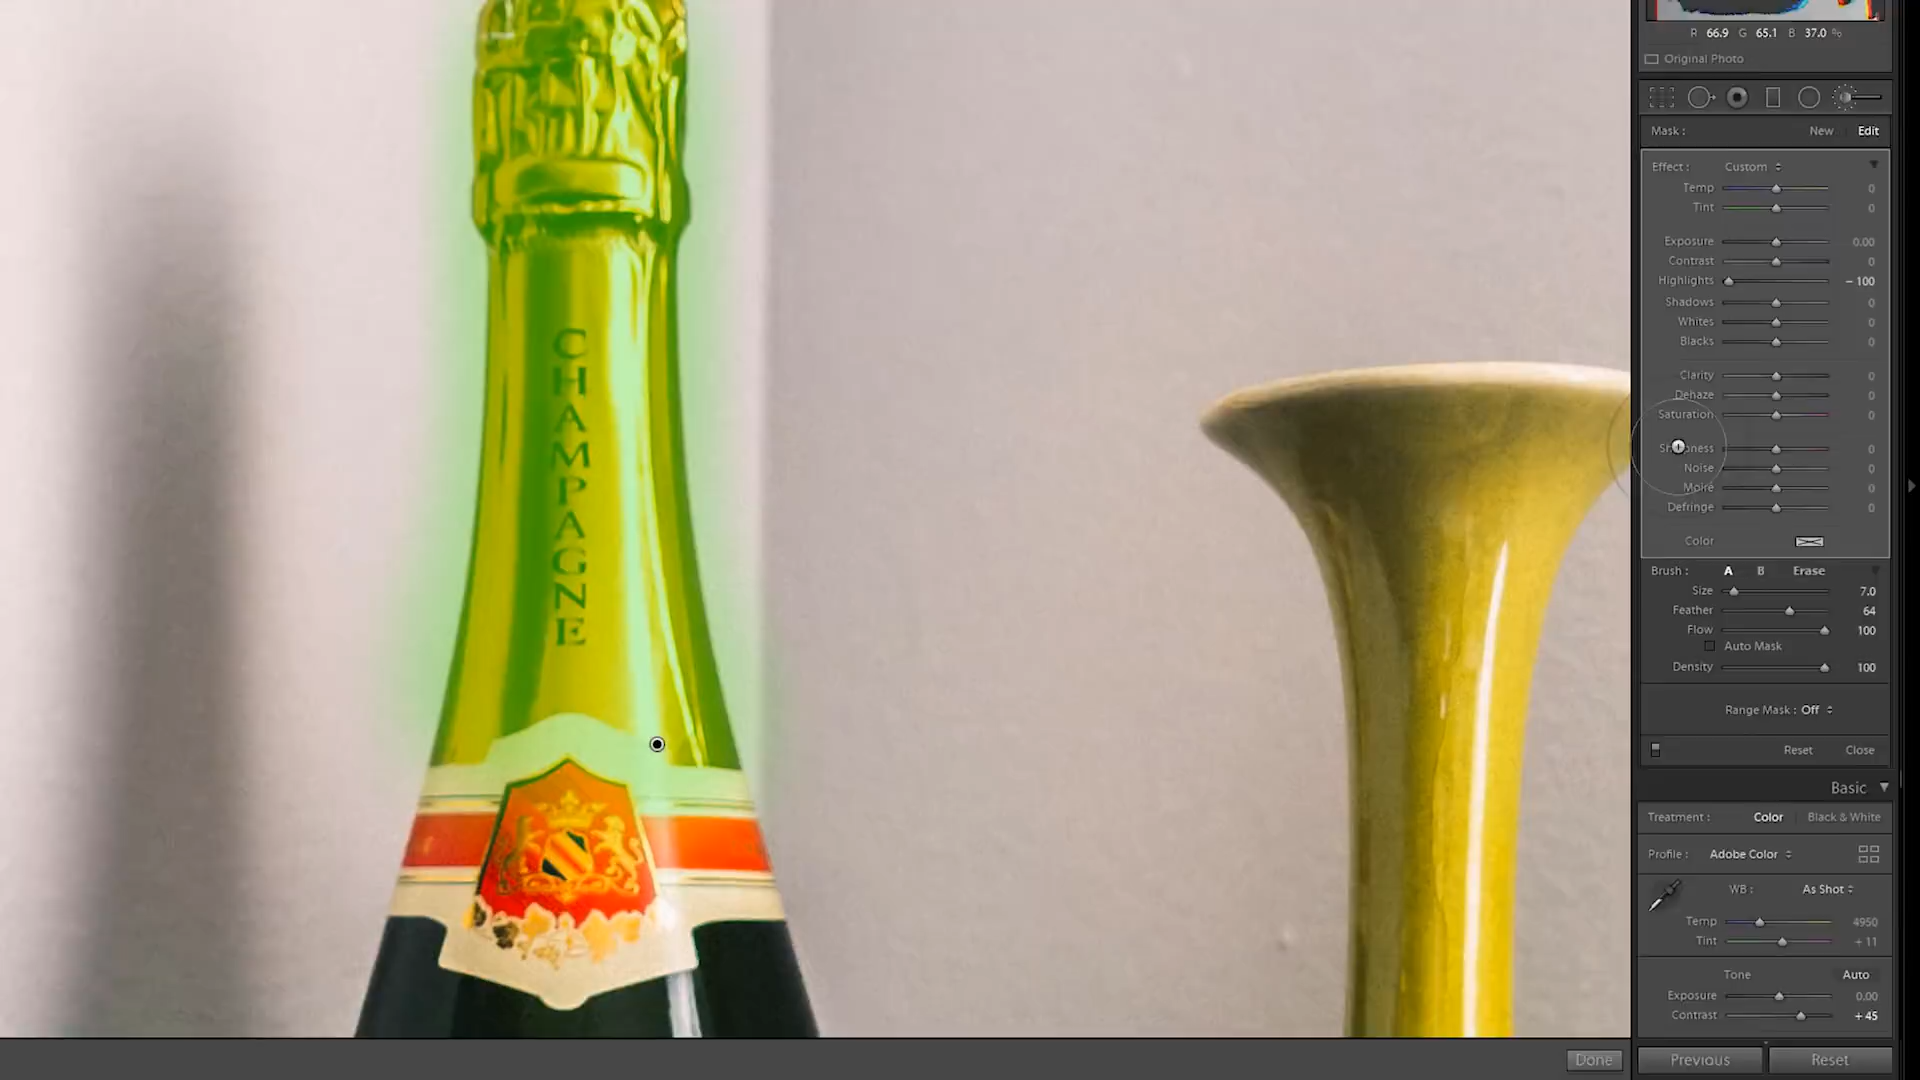 R 66.9 G 65.1 B 37.0 %
Original Photo
Mask : New Edit
Effect : Custom
Temp 0
Tint 0
Exposure 0.00
Contrast 0
Highlights – 100
Shadows 0
Whites 0
Blacks 0
Clarity 0
Dehaze 0
Saturation 0
Sharpness 0
Noise 0
Moiré 0
Defringe 0
Color
Brush : A B Erase
Size 7.0
Feather 64
Flow 100
Auto Mask
Density 100
Range Mask : Off
Reset Close
Basic
Treatment : Color Black & White
Profile : Adobe Color
WB : As Shot
Temp 4950
Tint + 11
Tone Auto
Exposure 0.00
Contrast + 45
Done Previous Reset
CHAMPAGNE